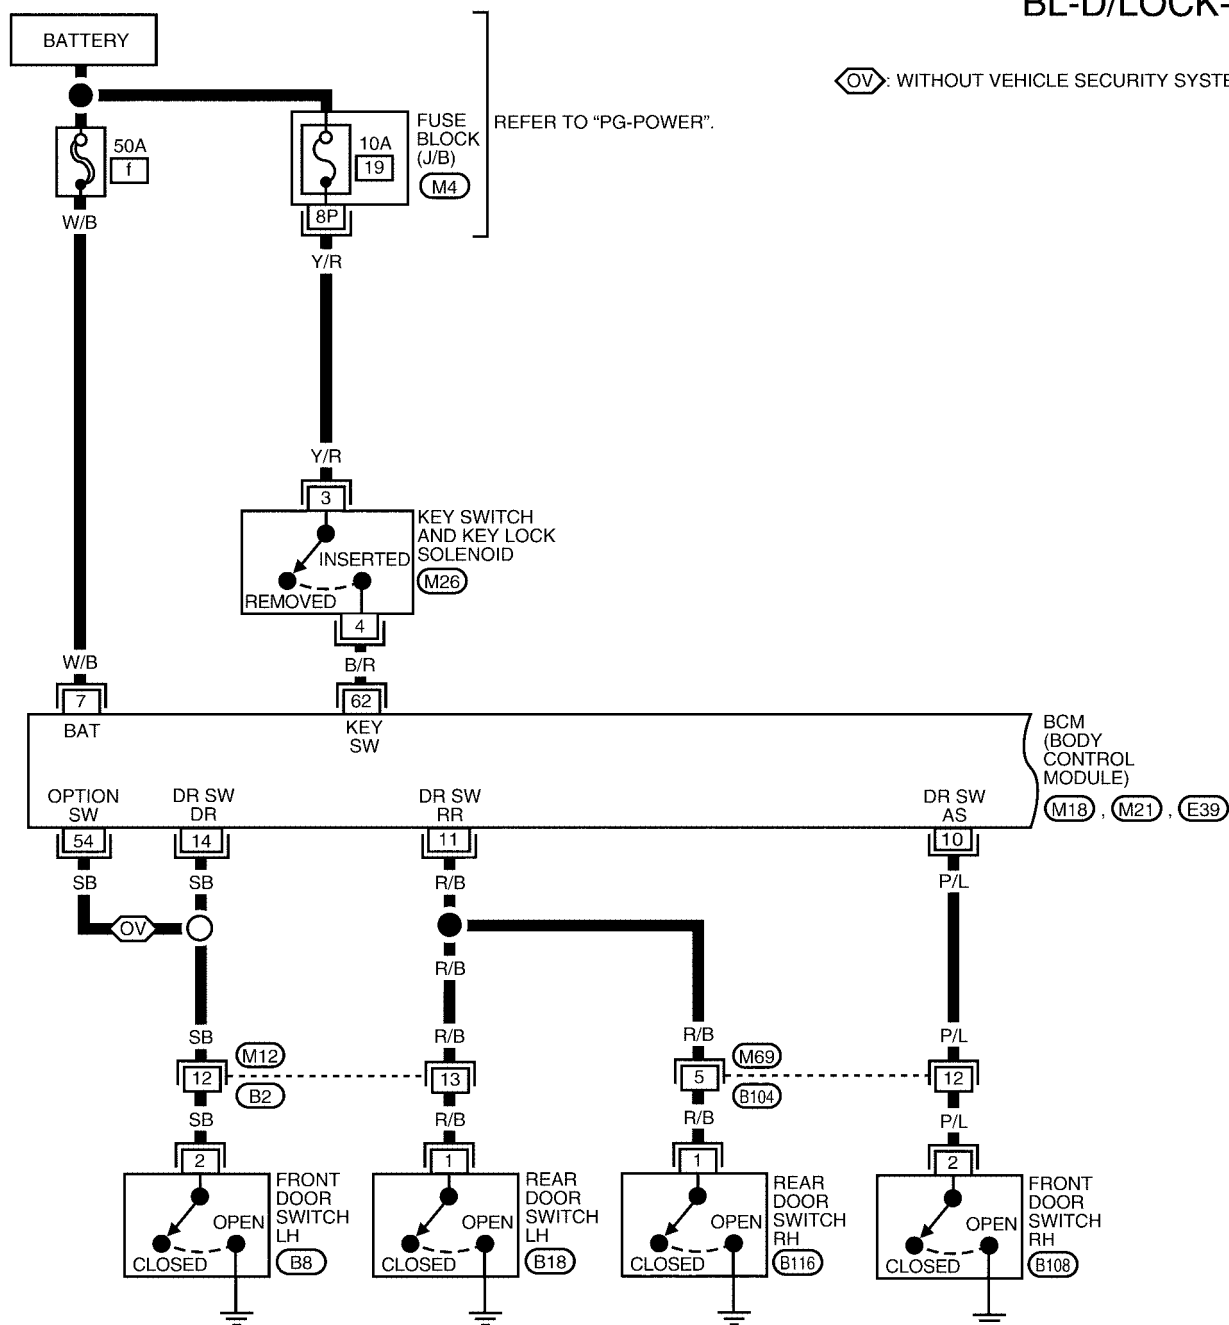 BL-D/LOCK-
BATTERY
OV : WITHOUT VEHICLE SECURITY SYSTE
50A
f
10A
19
FUSE
BLOCK
(J/B)
M4
REFER TO “PG-POWER”.
8P
W/B
Y/R
Y/R
3
KEY SWITCH
AND KEY LOCK
SOLENOID
M26
INSERTED
REMOVED
4
W/B
B/R
7
62
BAT
KEY
SW
BCM
(BODY
CONTROL
MODULE)
M18 , M21 , E39
OPTION
SW
DR SW
DR
DR SW
RR
DR SW
AS
54
14
11
10
SB
SB
R/B
P/L
OV
R/B
SB
R/B
R/B
P/L
M12
M69
12
13
5
12
B2
B104
SB
R/B
R/B
P/L
2
1
1
2
FRONT
DOOR
SWITCH
LH
B8
OPEN
CLOSED
REAR
DOOR
SWITCH
LH
B18
OPEN
CLOSED
REAR
DOOR
SWITCH
RH
B116
OPEN
CLOSED
FRONT
DOOR
SWITCH
RH
B108
OPEN
CLOSED